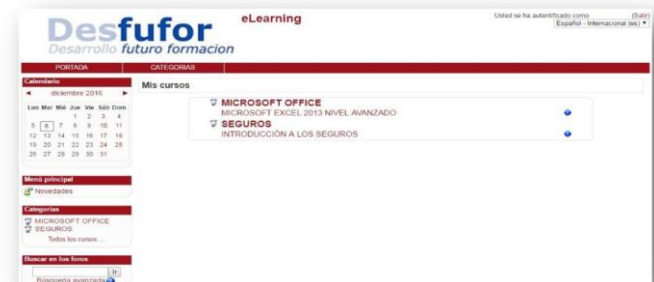 Desfufor
Desarrollo futuro formacion
eLearning
Usted se ha autentificado como (Salir)
Español - Internacional (es)
PORTADA CATEGORIAS
Calendario
◄ diciembre 2016 ►
Lun Mar Mié Jue Vie Sáb Dom
1 2 3 4
5 6 7 8 9 10 11
12 13 14 15 16 17 18
19 20 21 22 23 24 25
26 27 28 29 30 31
Menú principal
Novedades
Categorías
MICROSOFT OFFICE
SEGUROS
Todos los cursos ...
Buscar en los foros
Ir
Búsqueda avanzada
Mis cursos
MICROSOFT OFFICE
MICROSOFT EXCEL 2013 NIVEL AVANZADO
SEGUROS
INTRODUCCIÓN A LOS SEGUROS